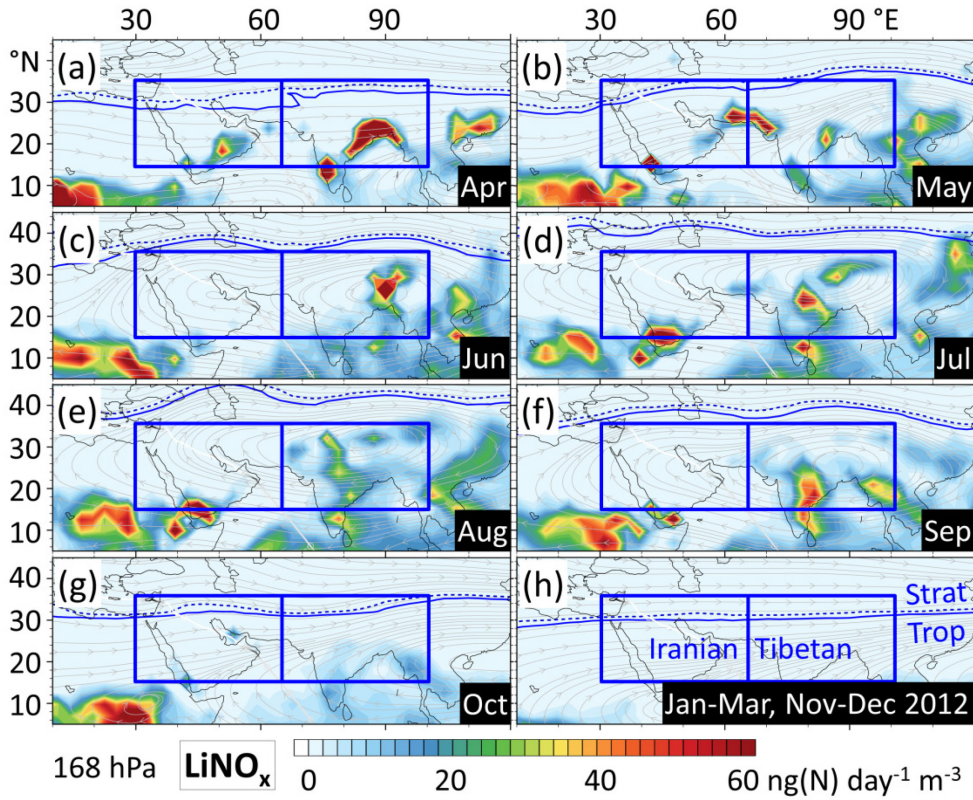 30 60 90 30 60 90 °E
°N (a) (b)
30
20
10 Apr May
40 (c) (d)
30
20
10 Jun Jul
40 (e) (f)
30
20
10 Aug Sep
40 (g) (h) Strat
30 Trop
20 Iranian Tibetan
10 Oct Jan-Mar, Nov-Dec 2012
168 hPa LiNOx 0 20 40 60 ng(N) day-1 m-3